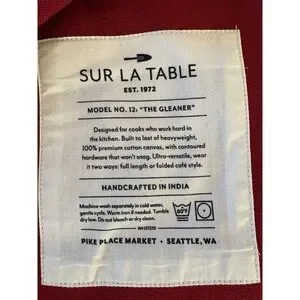 SUR LA TABLE
EST. 1972
MODEL NO. 12: "THE GLEANER"
Designed for cooks who work hard in
the kitchen. Built to last of heavyweight,
100% premium cotton canvas, with contoured
hardware that won't snag. Ultra-versatile, wear
it two ways: full length or folded café style.
HANDCRAFTED IN INDIA
Machine wash separately in cold water,
gentle cycle. Warm iron if needed. Tumble
dry low. Do not bleach or dry clean.
PIKE PLACE MARKET • SEATTLE, WA